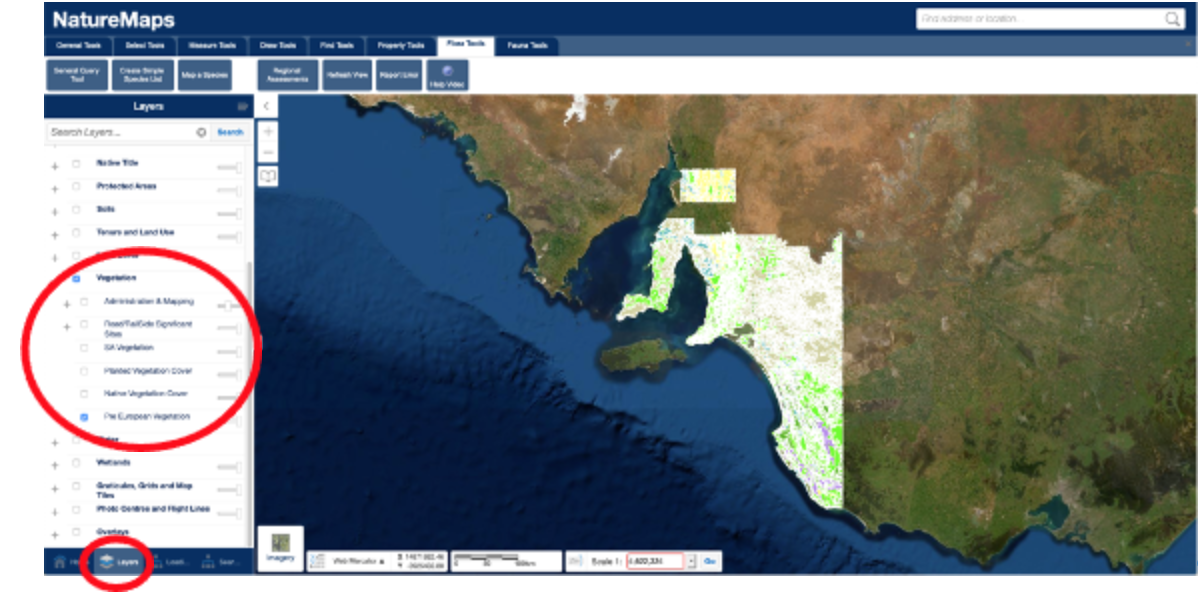 NatureMaps
Find address or location...
General Tools
Select Tools
Measure Tools
Draw Tools
Find Tools
Property Tools
Flora Tools
Fauna Tools
General Query
Tool
Create Simple
Species List
Map a Species
Regional
Assessments
Refresh View
Report Error
Help Video
Layers
Search Layers...
Search
Native Title
Protected Areas
Soils
Tenure and Land Use
Vegetation
Administration & Mapping
Road/RailSide Significant
Sites
SA Vegetation
Planted Vegetation Cover
Native Vegetation Cover
Pre European Vegetation
Wetlands
Graticules, Grids and Map
Tiles
Photo Centres and Flight Lines
Overlays
Layers
Imagery
Web Mercator
Scale 1:
Go